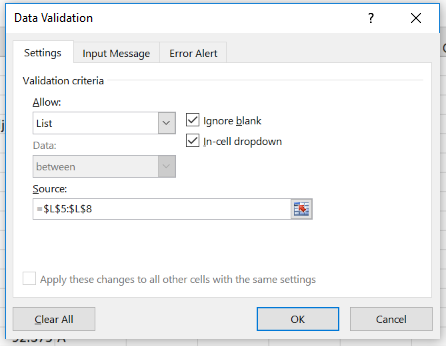 Data Validation ? ×
Settings Input Message Error Alert
Validation criteria
Allow:
List
Ignore blank
Data:
In-cell dropdown
between
Source:
=$L$5:$L$8
Apply these changes to all other cells with the same settings
Clear All OK Cancel